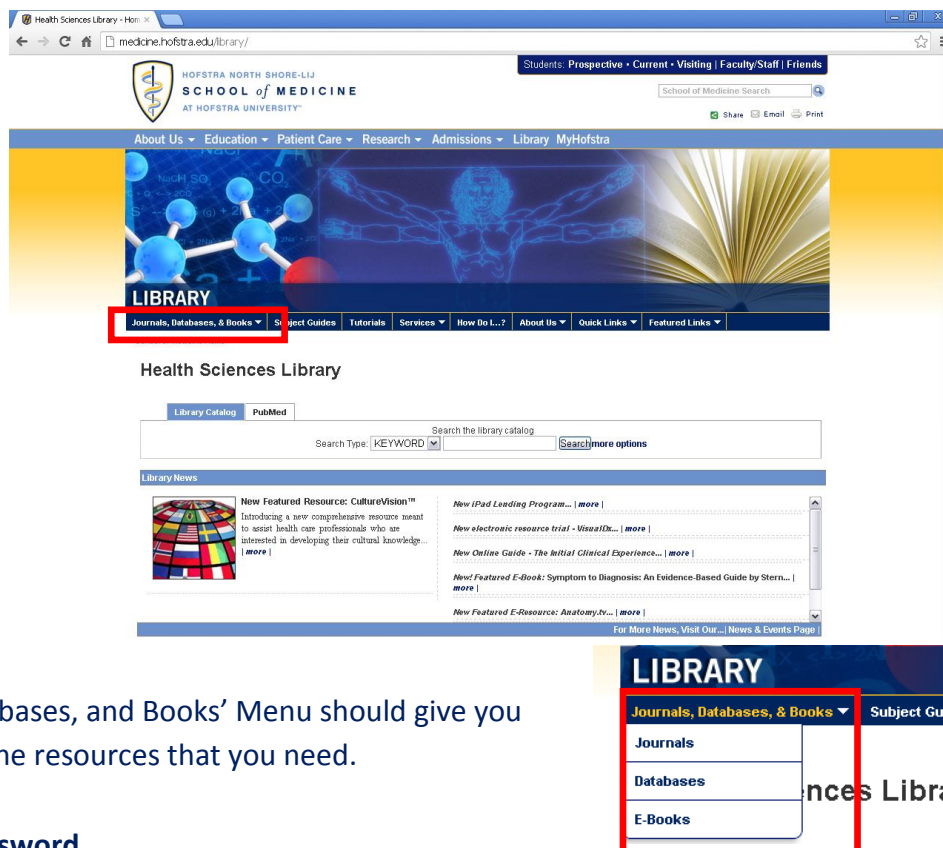 Health Sciences Library - Hom
medicine.hofstra.edu/library/
Students: Prospective • Current • Visiting | Faculty/Staff | Friends
HOFSTRA NORTH SHORE-LIJ
SCHOOL of MEDICINE
AT HOFSTRA UNIVERSITY
School of Medicine Search
Share Email Print
About Us Education Patient Care Research Admissions Library MyHofstra
NaCl
NaCH SO CO2
LIBRARY
Journals, Databases, & Books Subject Guides Tutorials Services How Do I...? About Us Quick Links Featured Links
Health Sciences Library
Library Catalog PubMed
Search the library catalog
Search Type: KEYWORD Search more options
Library News
New Featured Resource: CultureVision™
Introducing a new comprehensive resource meant
to assist health care professionals who are
interested in developing their cultural knowledge...
| more |
New iPad Lending Program... | more |
New electronic resource trial - VisualDx... | more |
New Online Guide - The Initial Clinical Experience... | more |
New! Featured E-Book: Symptom to Diagnosis: An Evidence-Based Guide by Stern... |
more |
New Featured E-Resource: Anatomy.tv... | more |
For More News, Visit Our...| News & Events Page |
bases, and Books’ Menu should give you
ne resources that you need.
sword
LIBRARY
Journals, Databases, & Books Subject Gu
Journals
Databases
E-Books
nces Libra